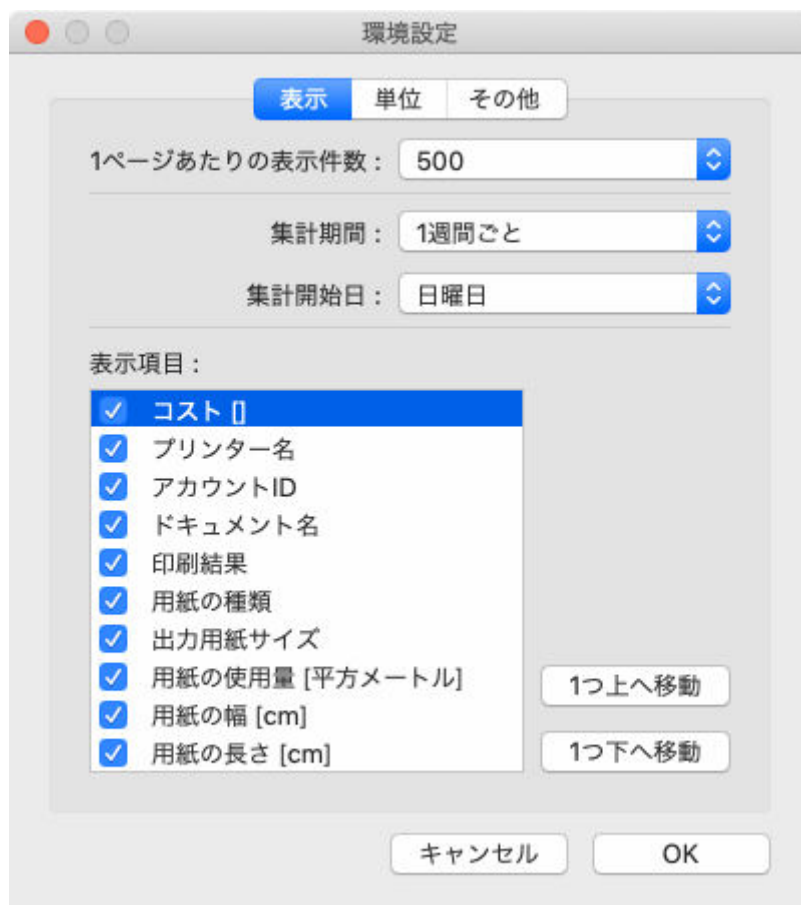 環境設定
表示 単位 その他
1ページあたりの表示件数： 500
集計期間： 1週間ごと
集計開始日： 日曜日
表示項目：
コスト []
プリンター名
アカウントID
ドキュメント名
印刷結果
用紙の種類
出力用紙サイズ
用紙の使用量 [平方メートル]
用紙の幅 [cm]
用紙の長さ [cm]
1つ上へ移動
1つ下へ移動
キャンセル OK